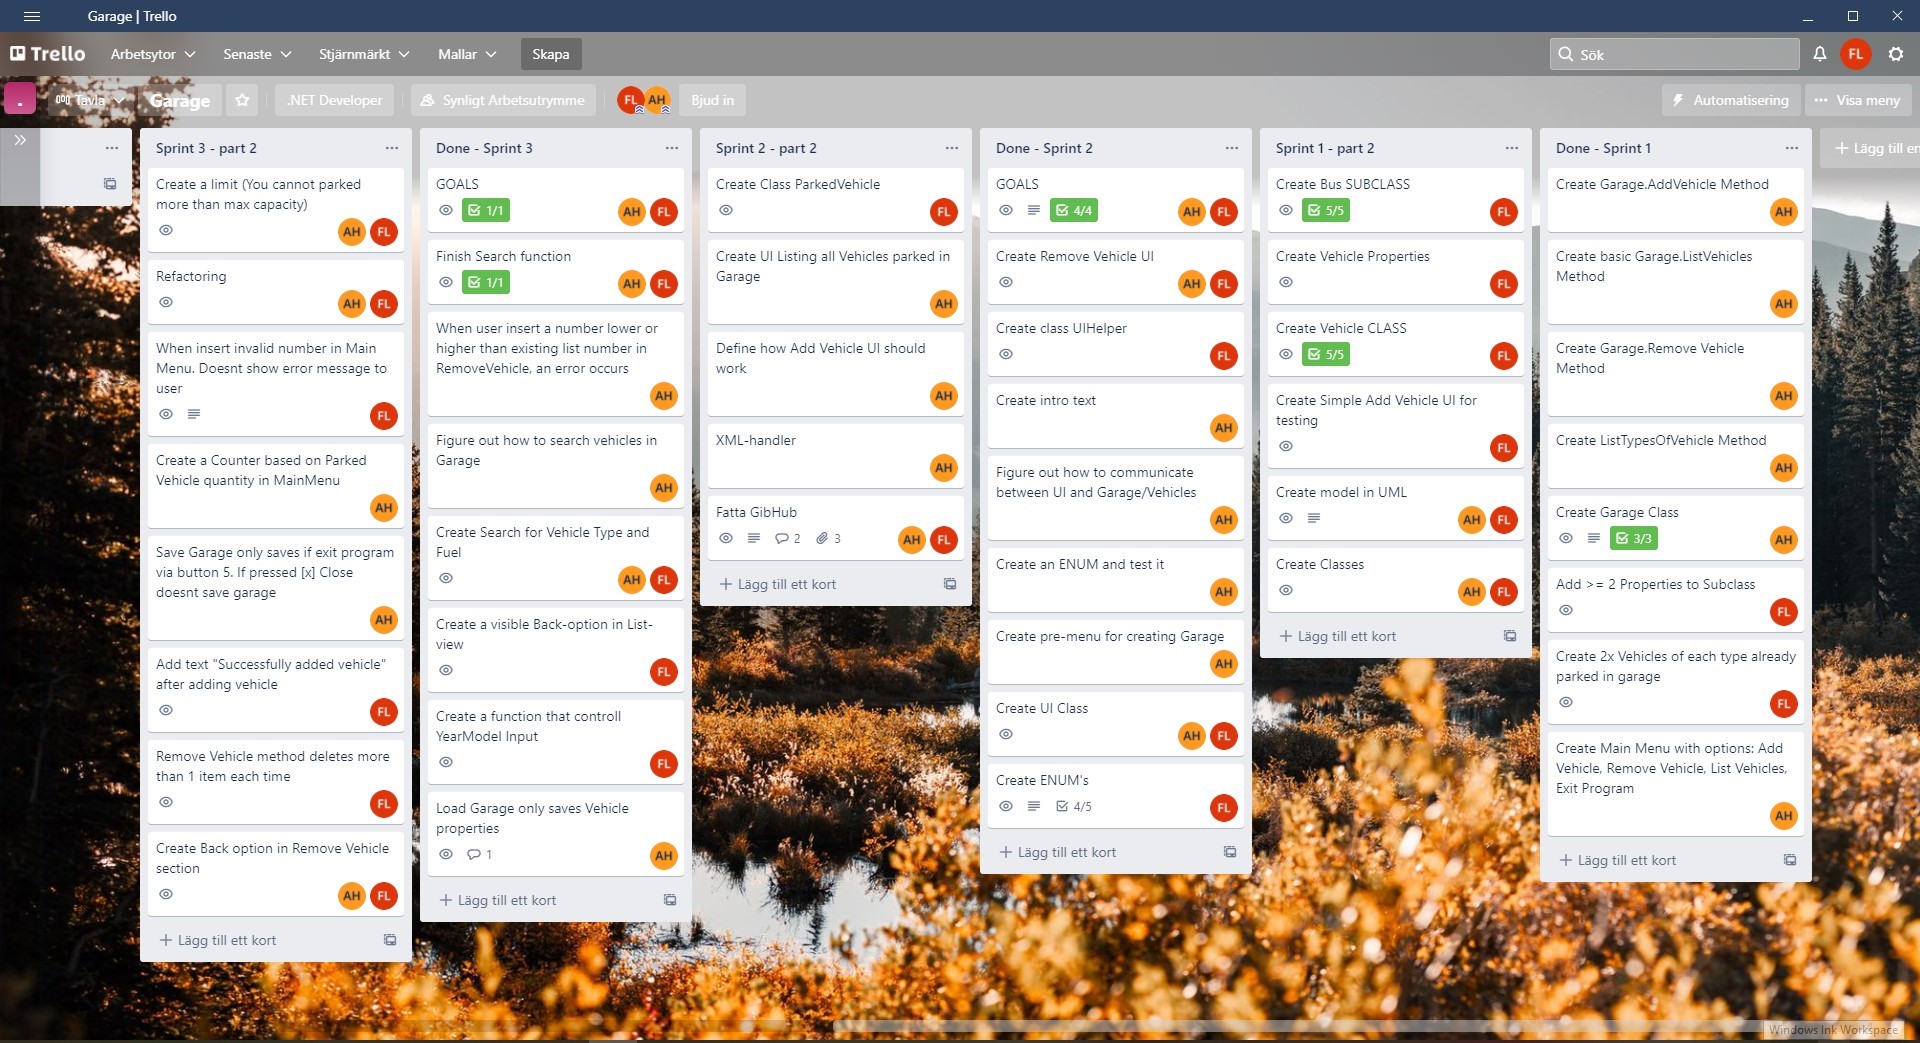 Garage | Trello
Trello
Arbetsytor
Senaste
Stjärnmärkt
Mallar
Skapa
Sök
FL
.
Tavla
Garage
.NET Developer
Synligt Arbetsutrymme
FL
AH
Bjud in
Automatisering
Visa meny
Sprint 3 - part 2
Create a limit (You cannot parked
more than max capacity)
AH FL
Refactoring
AH FL
When insert invalid number in Main
Menu. Doesnt show error message to
user
FL
Create a Counter based on Parked
Vehicle quantity in MainMenu
AH
Save Garage only saves if exit program
via button 5. If pressed [x] Close
doesnt save garage
AH
Add text "Successfully added vehicle"
after adding vehicle
FL
Remove Vehicle method deletes more
than 1 item each time
FL
Create Back option in Remove Vehicle
section
AH FL
+ Lägg till ett kort
Done - Sprint 3
GOALS
1/1 AH FL
Finish Search function
1/1 AH FL
When user insert a number lower or
higher than existing list number in
RemoveVehicle, an error occurs
AH
Figure out how to search vehicles in
Garage
AH
Create Search for Vehicle Type and
Fuel
AH FL
Create a visible Back-option in List-
view
FL
Create a function that controll
YearModel Input
FL
Load Garage only saves Vehicle
properties
1 AH
+ Lägg till ett kort
Sprint 2 - part 2
Create Class ParkedVehicle
FL
Create UI Listing all Vehicles parked in
Garage
AH
Define how Add Vehicle UI should
work
AH
XML-handler
AH
Fatta GibHub
2 3 AH FL
+ Lägg till ett kort
Done - Sprint 2
GOALS
4/4 AH FL
Create Remove Vehicle UI
AH FL
Create class UIHelper
FL
Create intro text
AH
Figure out how to communicate
between UI and Garage/Vehicles
AH
Create an ENUM and test it
AH
Create pre-menu for creating Garage
AH
Create UI Class
AH FL
Create ENUM's
4/5 FL
+ Lägg till ett kort
Sprint 1 - part 2
Create Bus SUBCLASS
5/5 FL
Create Vehicle Properties
FL
Create Vehicle CLASS
5/5 FL
Create Simple Add Vehicle UI for
testing
FL
Create model in UML
AH FL
Create Classes
AH FL
+ Lägg till ett kort
Done - Sprint 1
Create Garage.AddVehicle Method
AH
Create basic Garage.ListVehicles
Method
AH
Create Garage.Remove Vehicle
Method
AH
Create ListTypesOfVehicle Method
AH
Create Garage Class
3/3 AH
Add >= 2 Properties to Subclass
FL
Create 2x Vehicles of each type already
parked in garage
FL
Create Main Menu with options: Add
Vehicle, Remove Vehicle, List Vehicles,
Exit Program
AH
+ Lägg till ett kort
+ Lägg till en
Windows Ink Workspace